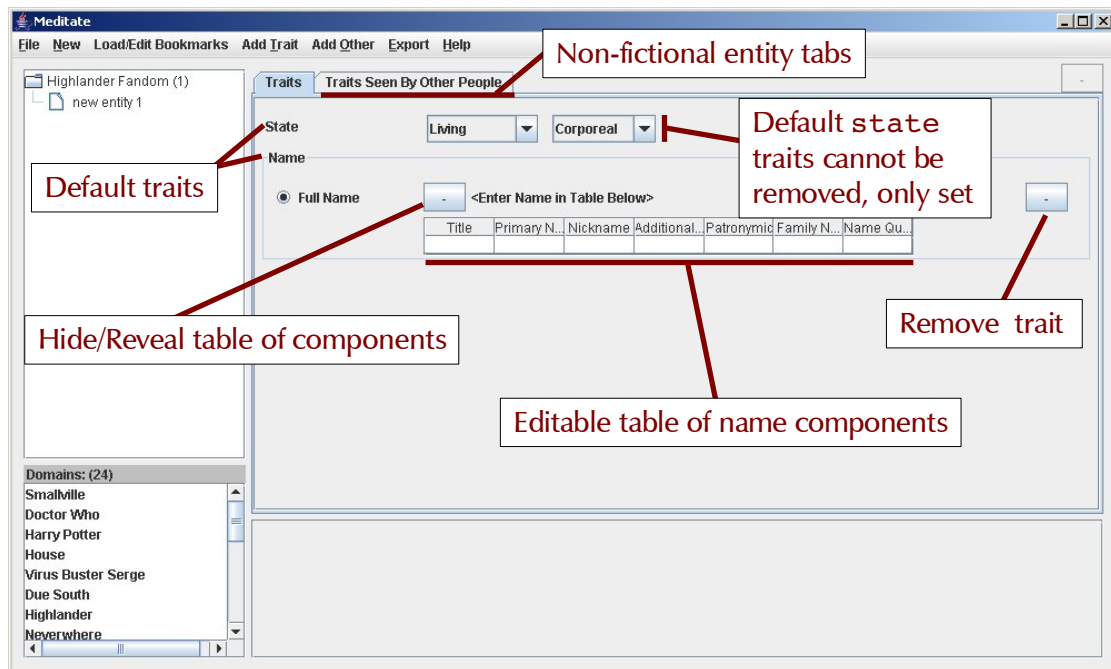 Meditate
File New Load/Edit Bookmarks Add Trait Add Other Export Help
Non-fictional entity tabs
Highlander Fandom (1)
new entity 1
Traits Traits Seen By Other People
-
State Living Corporeal
Default state
traits cannot be
removed, only set
Default traits
Name
Full Name - <Enter Name in Table Below> -
Title Primary N... Nickname Additional... Patronymic Family N... Name Qu...
Hide/Reveal table of components
Remove trait
Editable table of name components
Domains: (24)
Smallville
Doctor Who
Harry Potter
House
Virus Buster Serge
Due South
Highlander
Neverwhere